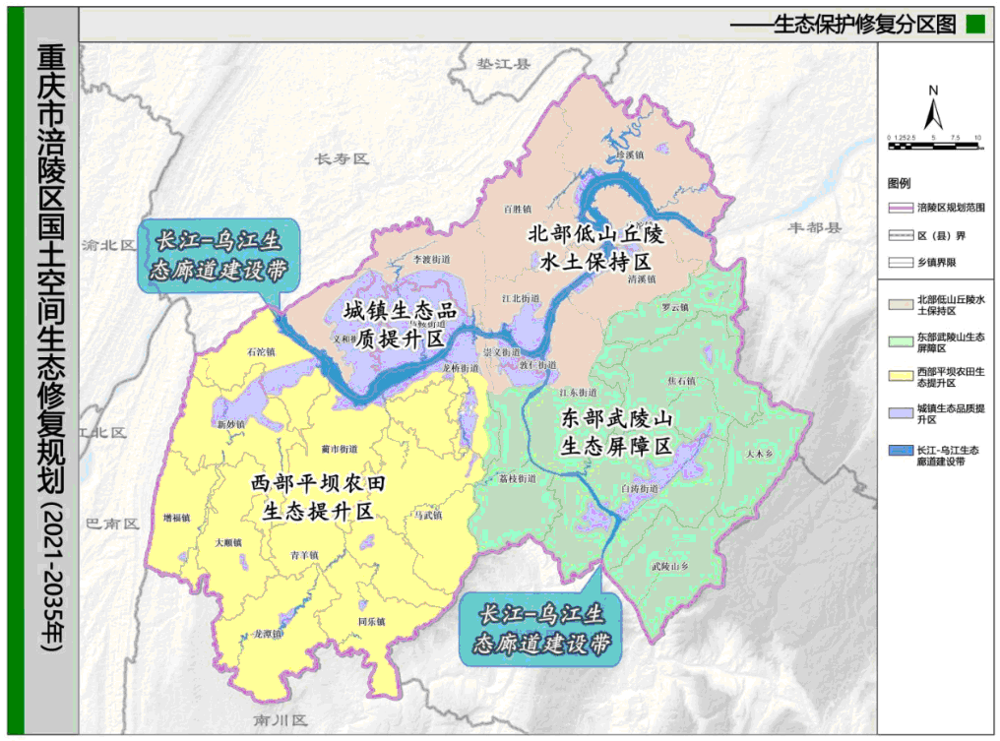 ——生态保护修复分区图
重庆市涪陵区国土空间生态修复规划(2021-2035年)
N
0 1.25 2.5 5 7.5 10
图例
涪陵区规划范围
区（县）界
乡镇界限
北部低山丘陵水
土保持区
东部武陵山生态
屏障区
西部平坝农田生
态提升区
城镇生态品质提
升区
长江-乌江生态
廊道建设带
垫江县
长寿区
渝北区
丰都县
江北区
巴南区
南川区
长江-乌江生
态廊道建设带
北部低山丘陵
水土保持区
城镇生态品
质提升区
东部武陵山
生态屏障区
西部平坝农田
生态提升区
长江-乌江生
态廊道建设带
珍溪镇
百胜镇
李渡街道
清溪镇
江北街道
罗云镇
义和
石沱镇
崇义街道
龙桥街道
敦仁街道
焦石镇
江东街道
新妙镇
蔺市街道
大木乡
荔枝街道
白涛街道
增福镇
马武镇
大顺镇
青羊镇
武陵山乡
同乐镇
龙潭镇